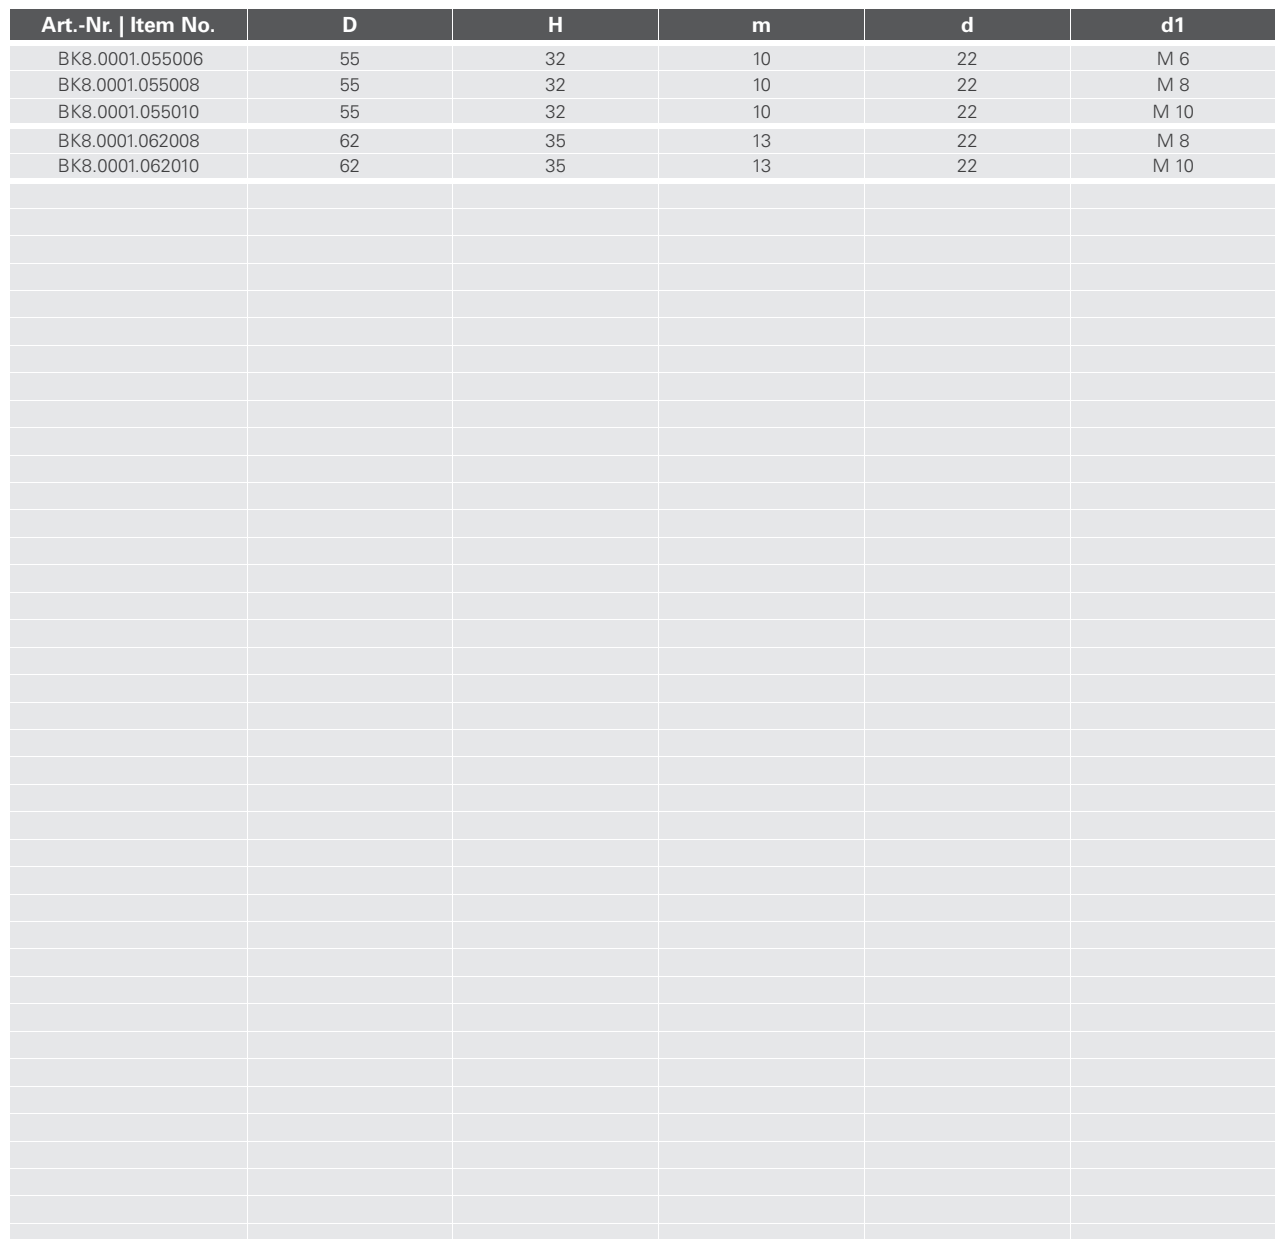 Art.-Nr. | Item No. D H m d d1
BK8.0001.055006 55 32 10 22 M 6
BK8.0001.055008 55 32 10 22 M 8
BK8.0001.055010 55 32 10 22 M 10
BK8.0001.062008 62 35 13 22 M 8
BK8.0001.062010 62 35 13 22 M 10